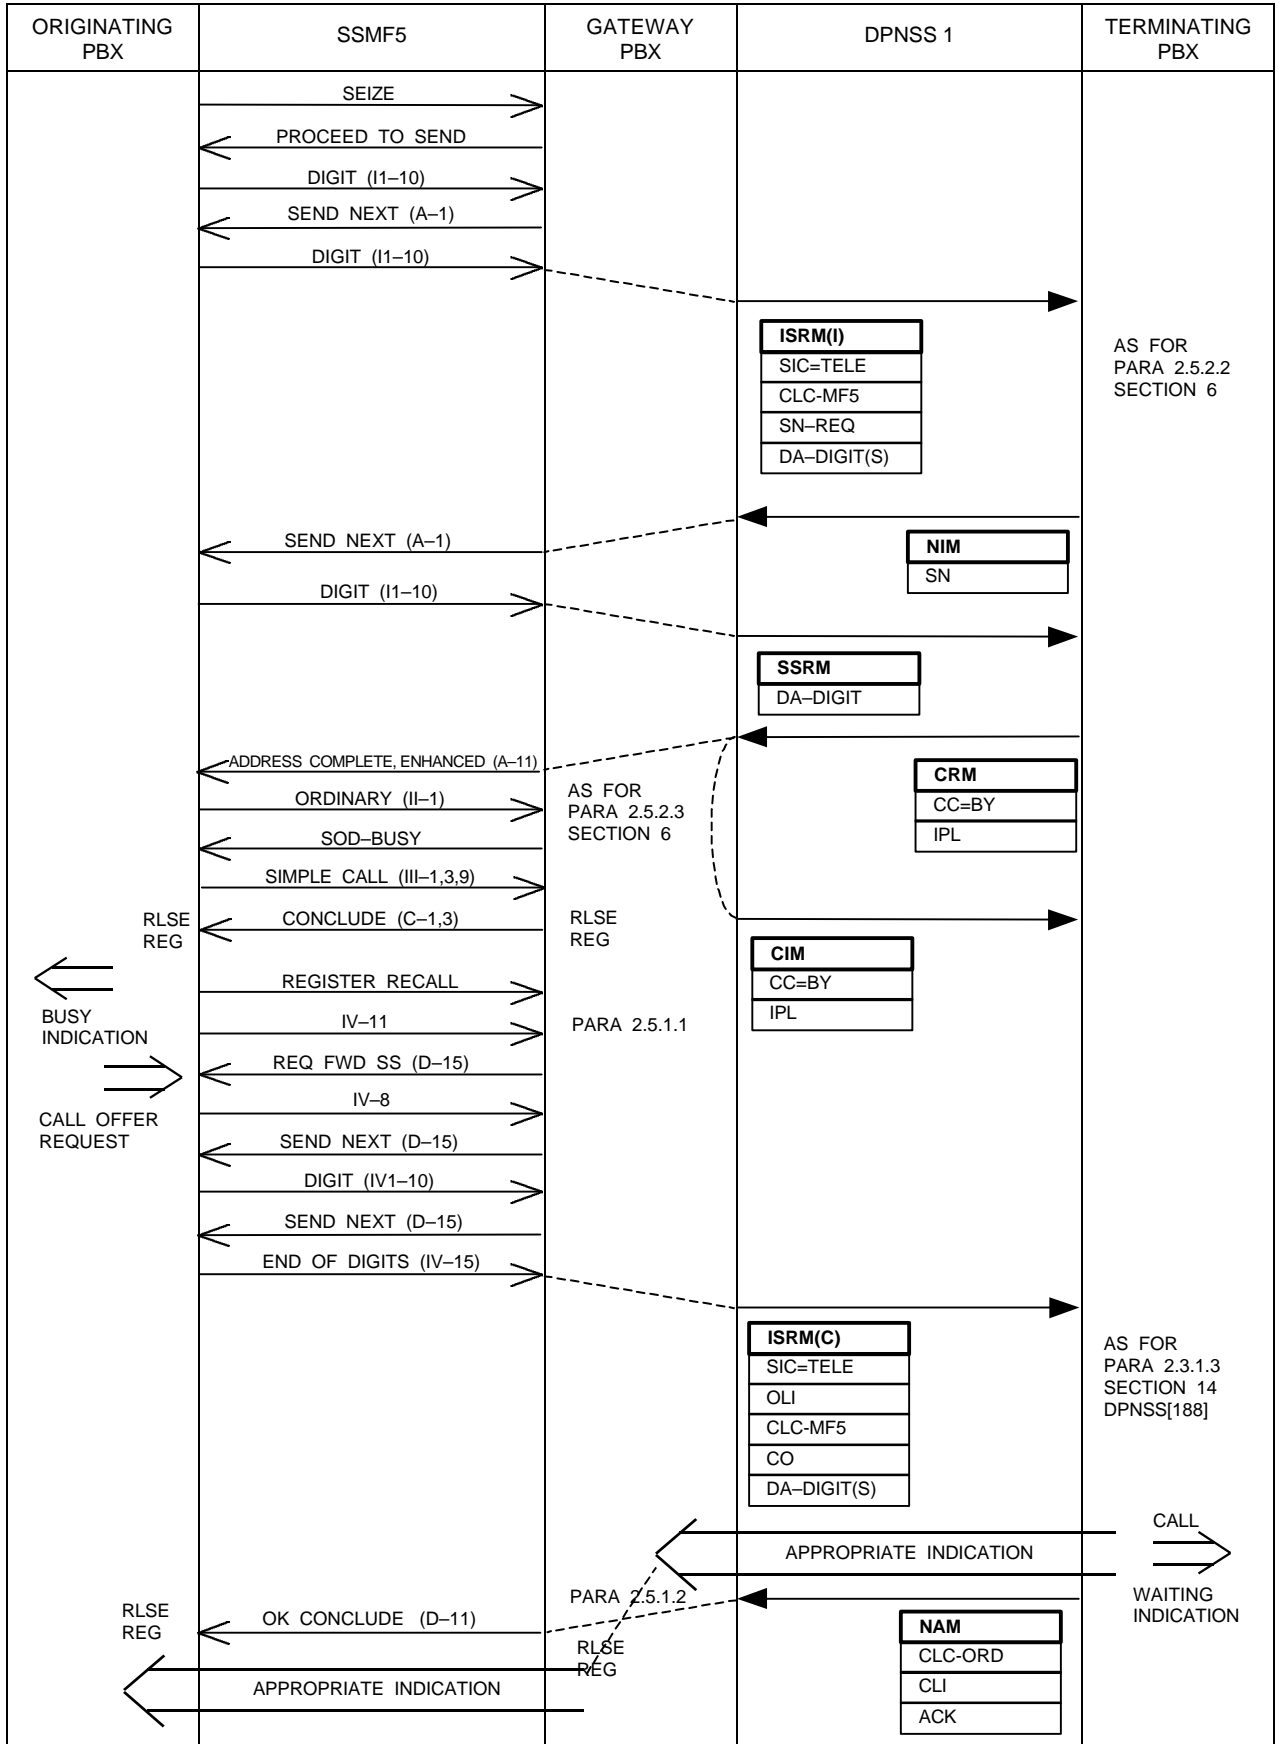 ORIGINATING
PBX
SSMF5
GATEWAY
PBX
DPNSS 1
TERMINATING
PBX
SEIZE
PROCEED TO SEND
DIGIT (I1–10)
SEND NEXT (A–1)
DIGIT (I1–10)
ISRM(I)
SIC=TELE
CLC-MF5
SN–REQ
DA–DIGIT(S)
AS FOR
PARA 2.5.2.2
SECTION 6
SEND NEXT (A–1)
NIM
SN
DIGIT (I1–10)
SSRM
DA–DIGIT
ADDRESS COMPLETE, ENHANCED (A–11)
CRM
CC=BY
IPL
ORDINARY (II–1)
AS FOR
PARA 2.5.2.3
SECTION 6
SOD–BUSY
SIMPLE CALL (III–1,3,9)
RLSE
REG
CONCLUDE (C–1,3)
RLSE
REG
CIM
CC=BY
IPL
REGISTER RECALL
BUSY
INDICATION
IV–11
PARA 2.5.1.1
REQ FWD SS (D–15)
CALL OFFER
REQUEST
IV–8
SEND NEXT (D–15)
DIGIT (IV1–10)
SEND NEXT (D–15)
END OF DIGITS (IV–15)
ISRM(C)
SIC=TELE
OLI
CLC-MF5
CO
DA–DIGIT(S)
AS FOR
PARA 2.3.1.3
SECTION 14
DPNSS[188]
APPROPRIATE INDICATION
CALL
WAITING
INDICATION
PARA 2.5.1.2
RLSE
REG
OK CONCLUDE (D–11)
RLSE
REG
NAM
CLC-ORD
CLI
ACK
APPROPRIATE INDICATION